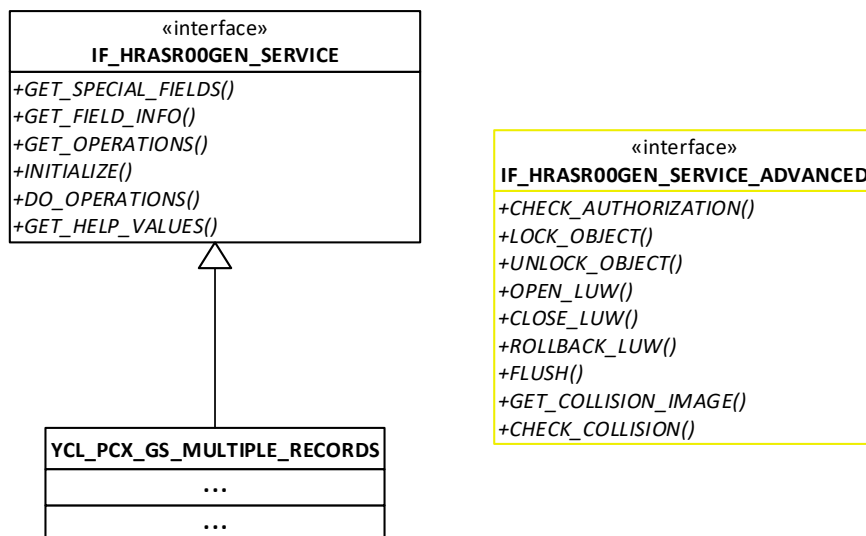 «interface»
IF_HRASR00GEN_SERVICE
+GET_SPECIAL_FIELDS()
+GET_FIELD_INFO()
+GET_OPERATIONS()
+INITIALIZE()
+DO_OPERATIONS()
+GET_HELP_VALUES()
«interface»
IF_HRASR00GEN_SERVICE_ADVANCED
+CHECK_AUTHORIZATION()
+LOCK_OBJECT()
+UNLOCK_OBJECT()
+OPEN_LUW()
+CLOSE_LUW()
+ROLLBACK_LUW()
+FLUSH()
+GET_COLLISION_IMAGE()
+CHECK_COLLISION()
YCL_PCX_GS_MULTIPLE_RECORDS
...
...